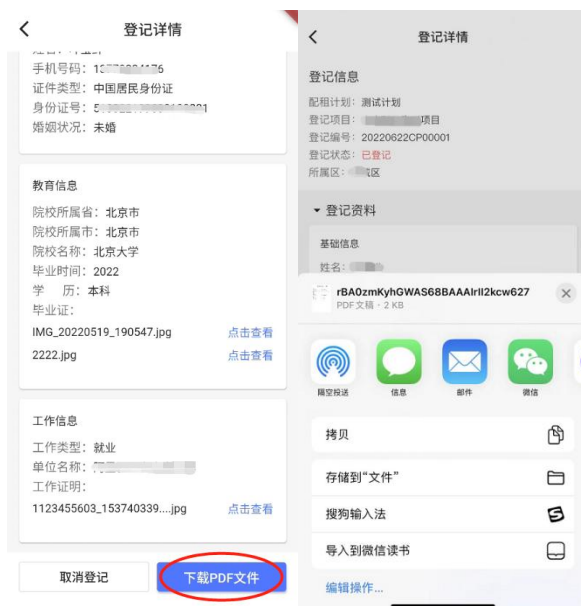 登记详情
手机号码：
证件类型：中国居民身份证
身份证号：
婚姻状况：未婚
教育信息
院校所属省：北京市
院校所属市：北京市
院校名称：北京大学
毕业时间：2022
学 历：本科
毕业证：
IMG_20220519_190547.jpg 点击查看
2222.jpg 点击查看
工作信息
工作类型：就业
单位名称：
工作证明：
1123455603_153740339....jpg 点击查看
取消登记 下载PDF文件
登记详情
登记信息
配租计划：测试计划
登记项目： 项目
登记编号：20220622CP00001
登记状态：已登记
所属区： 区
登记资料
基础信息
姓名：
rBA0zmKyhGWAS68BAAAIrII2kcw627
PDF文稿 · 2 KB
隔空投送 信息 邮件 微信
拷贝
存储到“文件”
搜狗输入法
导入到微信读书
编辑操作...